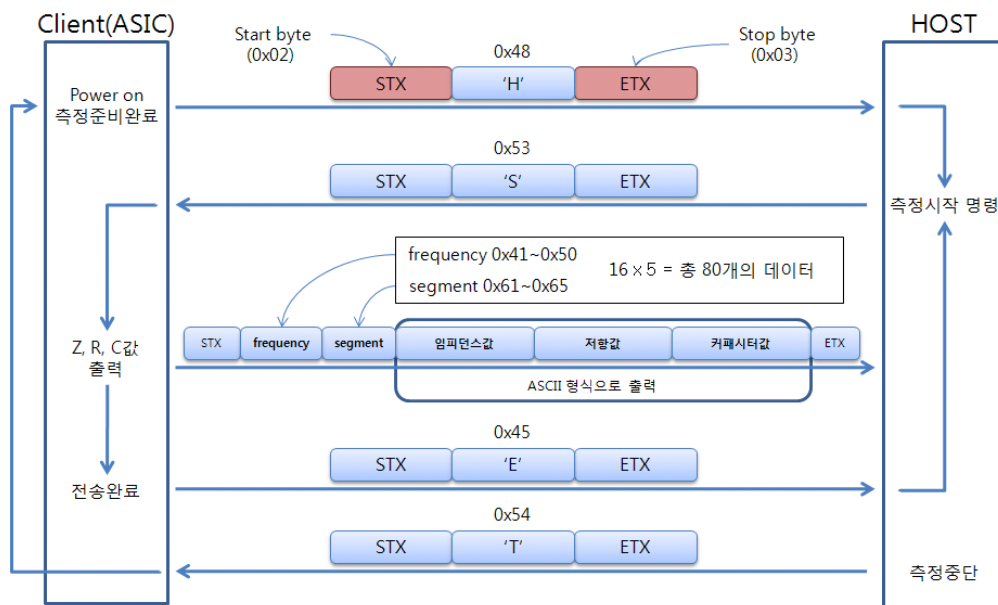 Client(ASIC)
HOST
Start byte
(0x02)
0x48
Stop byte
(0x03)
STX
'H'
ETX
Power on
측정준비완료
0x53
STX
'S'
ETX
측정시작 명령
frequency 0x41~0x50
segment 0x61~0x65
16 x 5 = 총 80개의 데이터
STX
frequency
segment
임피던스값
저항값
커패시터값
ETX
ASCII 형식으로 출력
Z, R, C값
출력
0x45
STX
'E'
ETX
전송완료
0x54
STX
'T'
ETX
측정중단